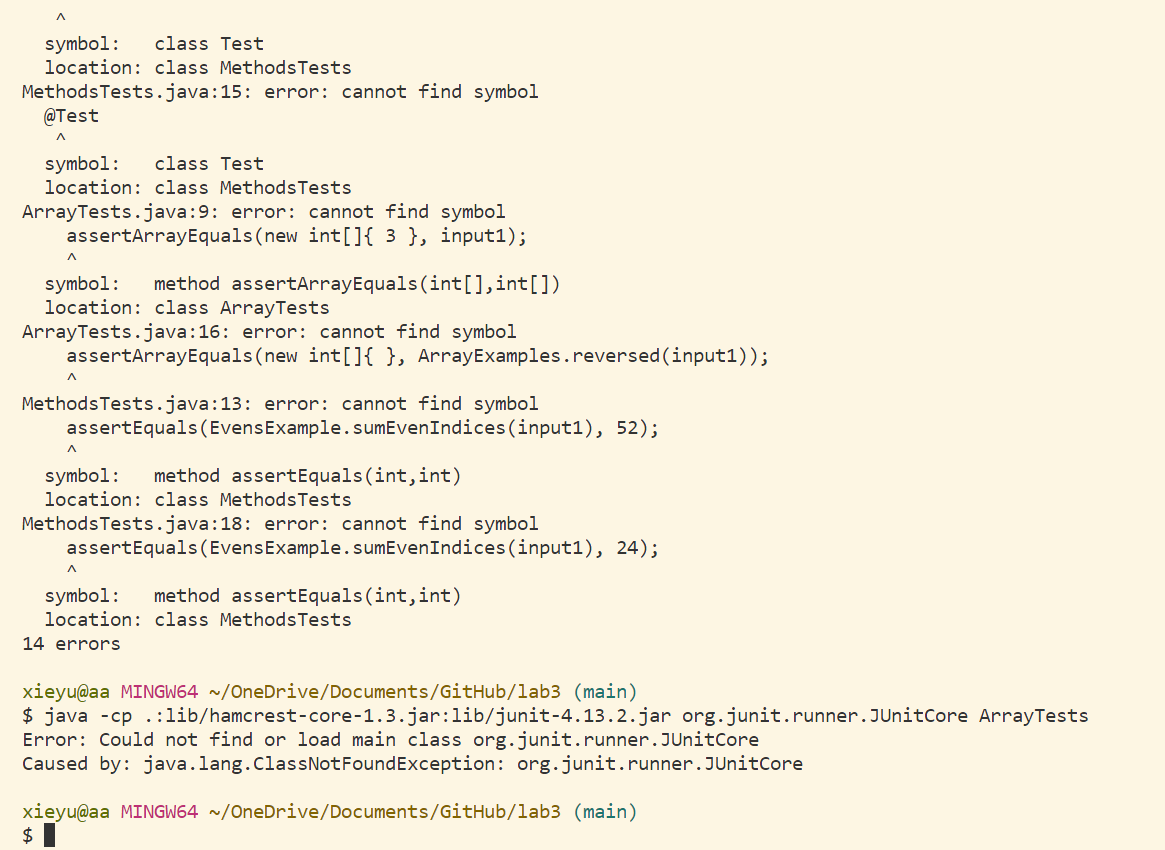 ^
symbol:   class Test
location: class MethodsTests
MethodsTests.java:15: error: cannot find symbol
@Test
^
symbol:   class Test
location: class MethodsTests
ArrayTests.java:9: error: cannot find symbol
assertArrayEquals(new int[]{ 3 }, input1);
^
symbol:   method assertArrayEquals(int[],int[])
location: class ArrayTests
ArrayTests.java:16: error: cannot find symbol
assertArrayEquals(new int[]{ }, ArrayExamples.reversed(input1));
^
MethodsTests.java:13: error: cannot find symbol
assertEquals(EvensExample.sumEvenIndices(input1), 52);
^
symbol:   method assertEquals(int,int)
location: class MethodsTests
MethodsTests.java:18: error: cannot find symbol
assertEquals(EvensExample.sumEvenIndices(input1), 24);
^
symbol:   method assertEquals(int,int)
location: class MethodsTests
14 errors
xieyu@aa MINGW64 ~/OneDrive/Documents/GitHub/lab3 (main)
$ java -cp .:lib/hamcrest-core-1.3.jar:lib/junit-4.13.2.jar org.junit.runner.JUnitCore ArrayTests
Error: Could not find or load main class org.junit.runner.JUnitCore
Caused by: java.lang.ClassNotFoundException: org.junit.runner.JUnitCore
xieyu@aa MINGW64 ~/OneDrive/Documents/GitHub/lab3 (main)
$